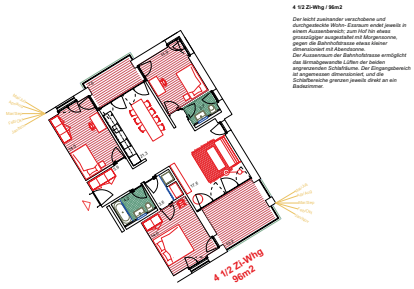 4 1/2 Zi-Whg / 96m2
Der leicht zueinander verschobene und
durchgesteckte Wohn-Essraum endet jeweils in
einem Aussenbereich; zum Hof hin etwas
grosszügiger ausgestattet mit Morgensonne,
gegen die Bahnhofstrasse etwas kleiner
dimensioniert mit Abendsonne.
Der Aussenraum der Bahnhofstrasse ermöglicht
das lärmabgewandte Lüften der beiden
angrenzenden Schlafräume. Der Eingangsbereich
ist angemessen dimensioniert, und die
Schlafbereiche grenzen jeweils direkt an ein
Badezimmer.
4 1/2 Zi-Whg
96m2